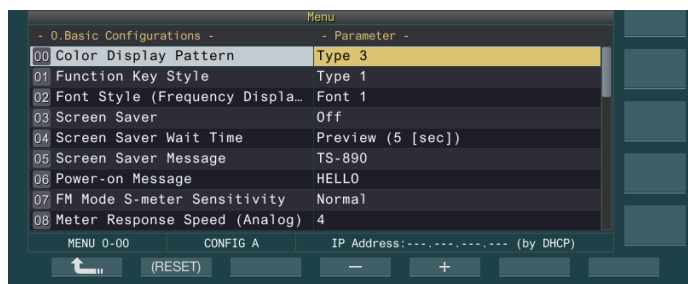 Menu
- 0.Basic Configurations - - Parameter -
00 Color Display Pattern Type 3
01 Function Key Style Type 1
02 Font Style (Frequency Displa… Font 1
03 Screen Saver Off
04 Screen Saver Wait Time Preview (5 [sec])
05 Screen Saver Message TS-890
06 Power-on Message HELLO
07 FM Mode S-meter Sensitivity Normal
08 Meter Response Speed (Analog) 4
MENU 0-00 CONFIG A IP Address:---.---.---.--- (by DHCP)
(RESET) − +